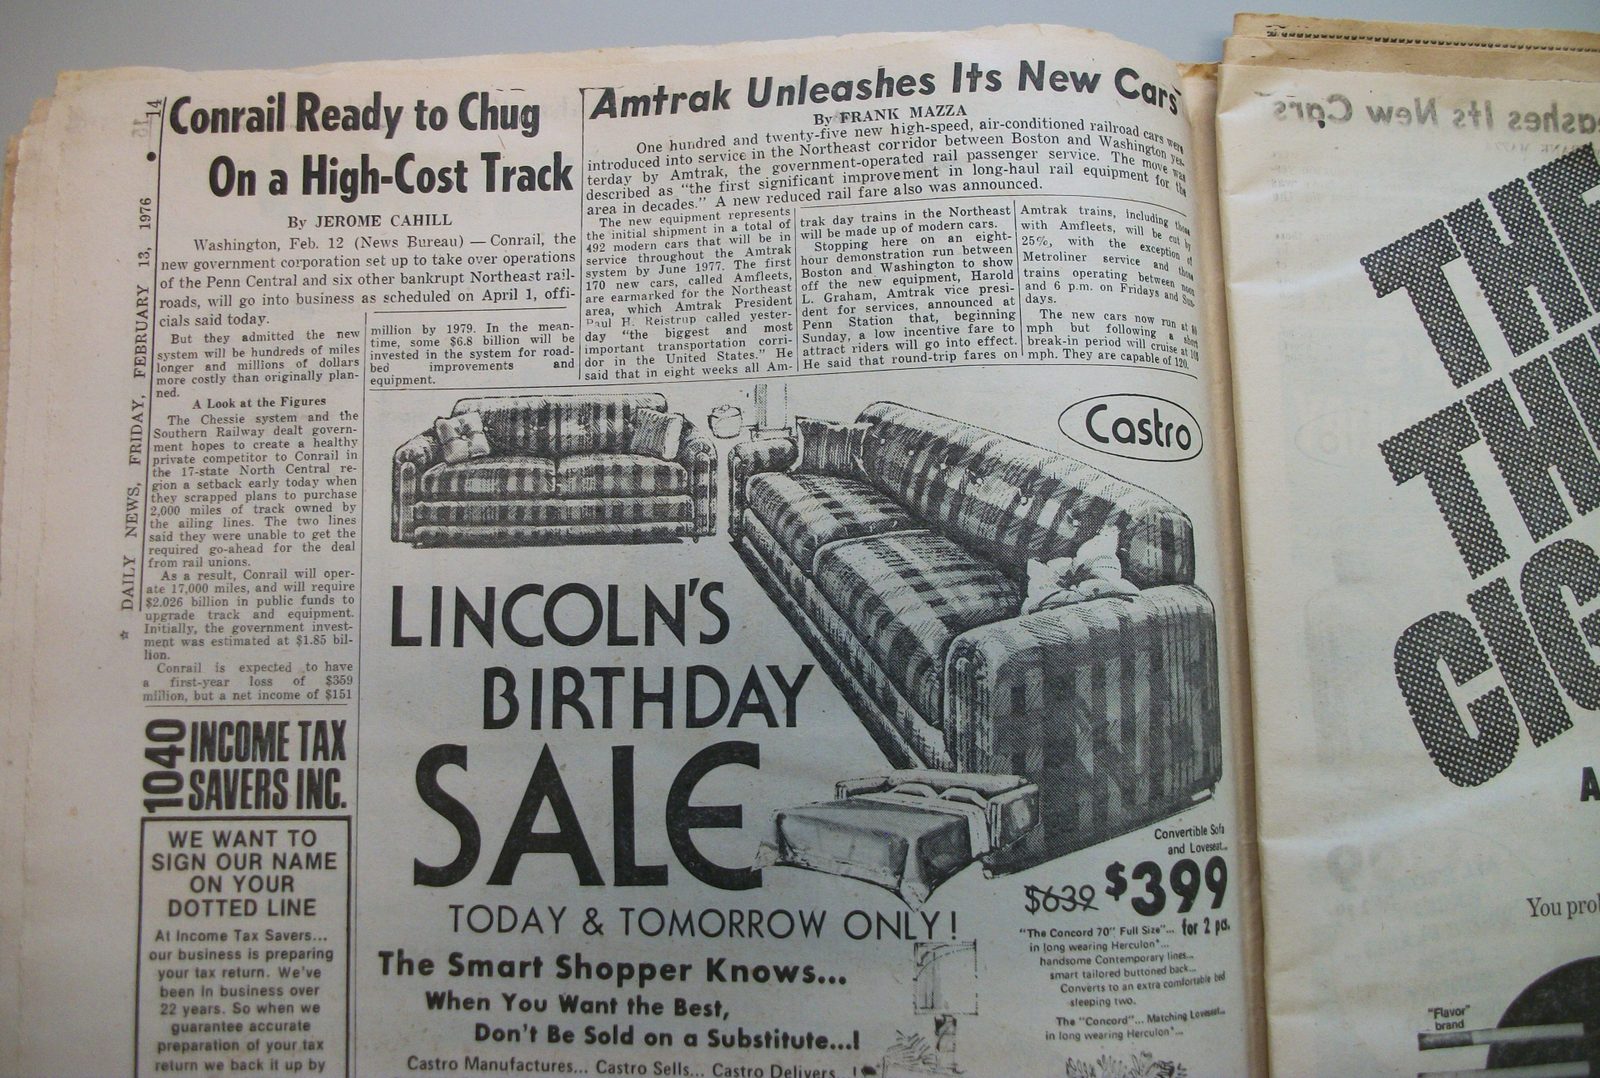 14
DAILY NEWS, FRIDAY, FEBRUARY 13, 1976
Conrail Ready to Chug
On a High-Cost Track
By JEROME CAHILL
Washington, Feb. 12 (News Bureau) — Conrail, the
new government corporation set up to take over operations
of the Penn Central and six other bankrupt Northeast rail-
roads, will go into business as scheduled on April 1, offi-
cials said today.
But they admitted the new
system will be hundreds of miles
longer and millions of dollars
more costly than originally plan-
ned.
A Look at the Figures
The Chessie system and the
Southern Railway dealt govern-
ment hopes to create a healthy
private competitor to Conrail in
the 17-state North Central re-
gion a setback early today when
they scrapped plans to purchase
2,000 miles of track owned by
the ailing lines. The two lines
said they were unable to get the
required go-ahead for the deal
from rail unions.
As a result, Conrail will oper-
ate 17,000 miles, and will require
$2.026 billion in public funds to
upgrade track and equipment.
Initially, the government invest-
ment was estimated at $1.85 bil-
lion.
Conrail is expected to have
a first-year loss of $359
million, but a net income of $151
million by 1979. In the mean-
time, some $6.8 billion will be
invested in the system for road-
bed improvements and
equipment.
Amtrak Unleashes Its New Cars
By FRANK MAZZA
One hundred and twenty-five new high-speed, air-conditioned railroad cars were
introduced into service in the Northeast corridor between Boston and Washington yes-
terday by Amtrak, the government-operated rail passenger service. The move was
described as "the first significant improvement in long-haul rail equipment for the
area in decades." A new reduced rail fare also was announced.
The new equipment represents
the initial shipment in a total of
492 modern cars that will be in
service throughout the Amtrak
system by June 1977. The first
170 new cars, called Amfleets,
are earmarked for the Northeast
area, which Amtrak President
Paul H. Reistrup called yester-
day "the biggest and most
important transportation corri-
dor in the United States." He
said that in eight weeks all Am-
trak day trains in the Northeast
will be made up of modern cars.
Stopping here on an eight-
hour demonstration run between
Boston and Washington to show
off the new equipment, Harold
L. Graham, Amtrak vice presi-
dent for services, announced at
Penn Station that, beginning
Sunday, a low incentive fare to
attract riders will go into effect.
He said that round-trip fares on
Amtrak trains, including those
with Amfleets, will be cut by
25%, with the exception of
Metroliner service and those
trains operating between noon
and 6 p.m. on Fridays and Sun-
days.
The new cars now run at 80
mph but following a short
break-in period will cruise at 100
mph. They are capable of 120.
Castro
LINCOLN'S
BIRTHDAY
SALE
TODAY & TOMORROW ONLY!
The Smart Shopper Knows...
When You Want the Best,
Don't Be Sold on a Substitute...!
Castro Manufactures... Castro Sells... Castro Delivers
Convertible Sofa
and Loveseat...
$639 $399
for 2 pc.
"The Concord 70" Full Size"...
in long wearing Herculon*...
handsome Contemporary lines...
smart tailored buttoned back...
Converts to an extra comfortable bed
sleeping two.
The "Concord"... Matching Loveseat...
in long wearing Herculon*...
1040
INCOME TAX
SAVERS INC.
WE WANT TO
SIGN OUR NAME
ON YOUR
DOTTED LINE
At Income Tax Savers...
our business is preparing
your tax return. We've
been in business over
22 years. So when we
guarantee accurate
preparation of your tax
return we back it up by
THE
TH
CIG
A
You pro
"Flavor"
brand